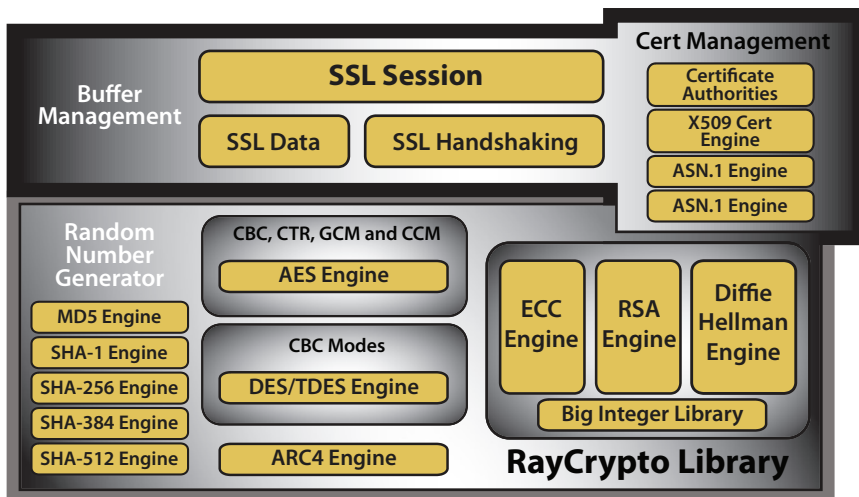 Buffer
Management
SSL Session
SSL Data
SSL Handshaking
Cert Management
Certificate
Authorities
X509 Cert
Engine
ASN.1 Engine
ASN.1 Engine
Random
Number
Generator
MD5 Engine
SHA-1 Engine
SHA-256 Engine
SHA-384 Engine
SHA-512 Engine
CBC, CTR, GCM and CCM
AES Engine
CBC Modes
DES/TDES Engine
ARC4 Engine
ECC
Engine
RSA
Engine
Diffie
Hellman
Engine
Big Integer Library
RayCrypto Library